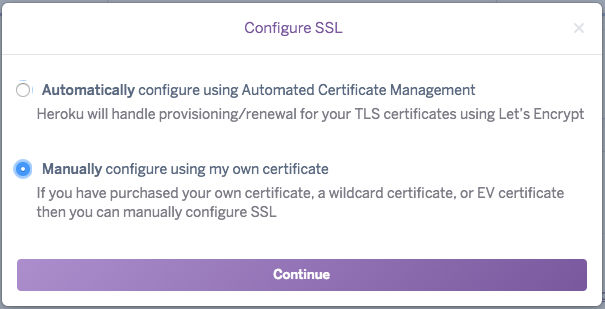 Configure SSL
Automatically configure using Automated Certificate Management
Heroku will handle provisioning/renewal for your TLS certificates using Let's Encrypt
Manually configure using my own certificate
If you have purchased your own certificate, a wildcard certificate, or EV certificate
then you can manually configure SSL
Continue